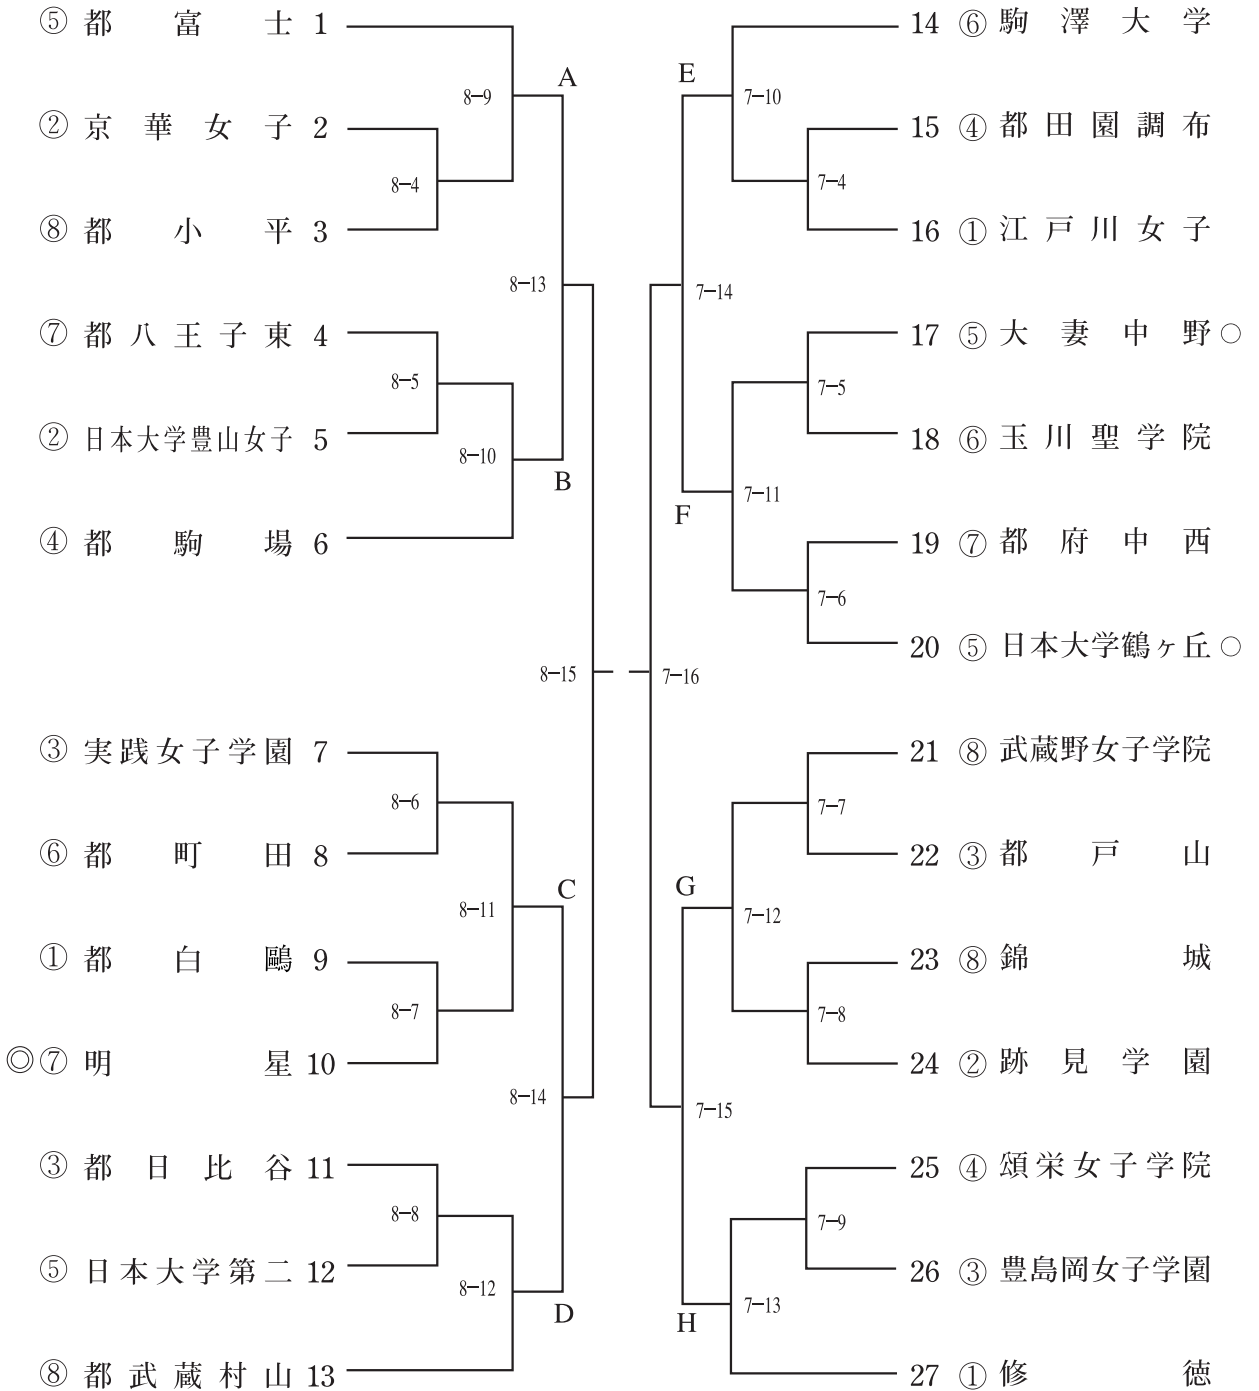 ⑤ 都富士 1
8-9
A
② 京華女子 2
8-4
⑧ 都小平 3
8-13
⑦ 都八王子東 4
8-5
② 日本大学豊山女子 5
8-10
B
④ 都駒場 6
8-15
③ 実践女子学園 7
8-6
⑥ 都町田 8
C
8-11
① 都白鷗 9
8-7
◎ ⑦ 明星 10
8-14
③ 都日比谷 11
8-8
⑤ 日本大学第二 12
8-12
D
⑧ 都武蔵村山 13
14 ⑥ 駒澤大学
E
7-10
15 ④ 都田園調布
7-4
16 ① 江戸川女子
7-14
17 ⑤ 大妻中野 ○
7-5
18 ⑥ 玉川聖学院
7-11
F
19 ⑦ 都府中西
7-6
20 ⑤ 日本大学鶴ヶ丘 ○
7-16
21 ⑧ 武蔵野女子学院
7-7
22 ③ 都戸山
G
7-12
23 ⑧ 錦城
7-8
24 ② 跡見学園
7-15
25 ④ 頌栄女子学院
7-9
26 ③ 豊島岡女子学園
7-13
H
27 ① 修徳